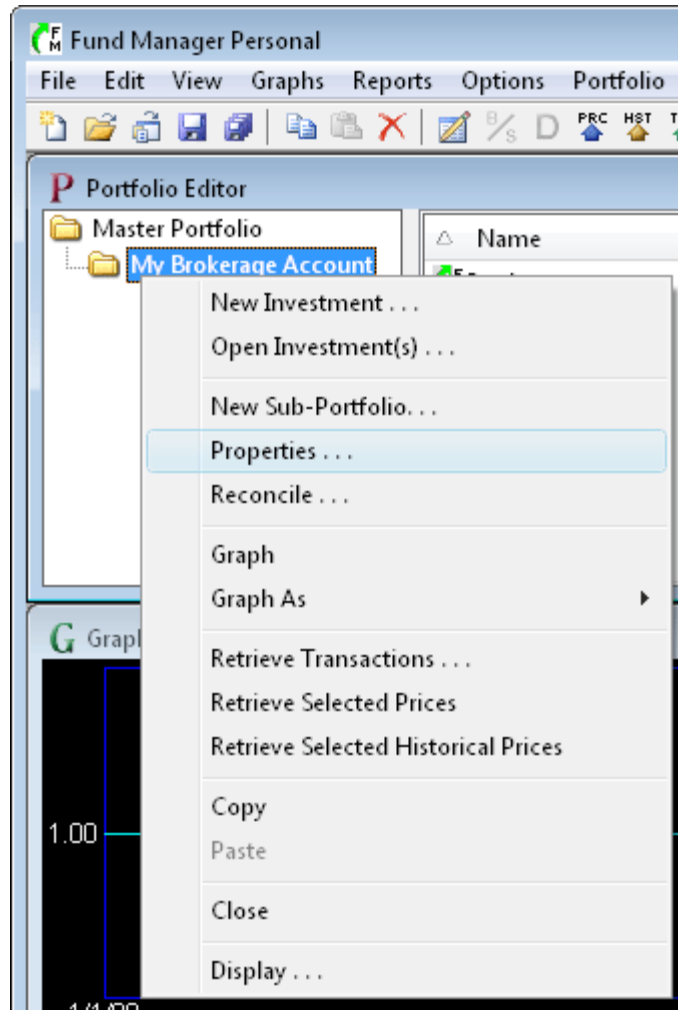 Fund Manager Personal
File Edit View Graphs Reports Options Portfolio
B/S D PRC HST
Portfolio Editor
Master Portfolio
Name
My Brokerage Account
New Investment . . .
Open Investment(s) . . .
New Sub-Portfolio. . .
Properties . . .
Reconcile . . .
Graph
Graph As
Retrieve Transactions . . .
Retrieve Selected Prices
Retrieve Selected Historical Prices
1.00
Copy
Paste
Close
Display . . .